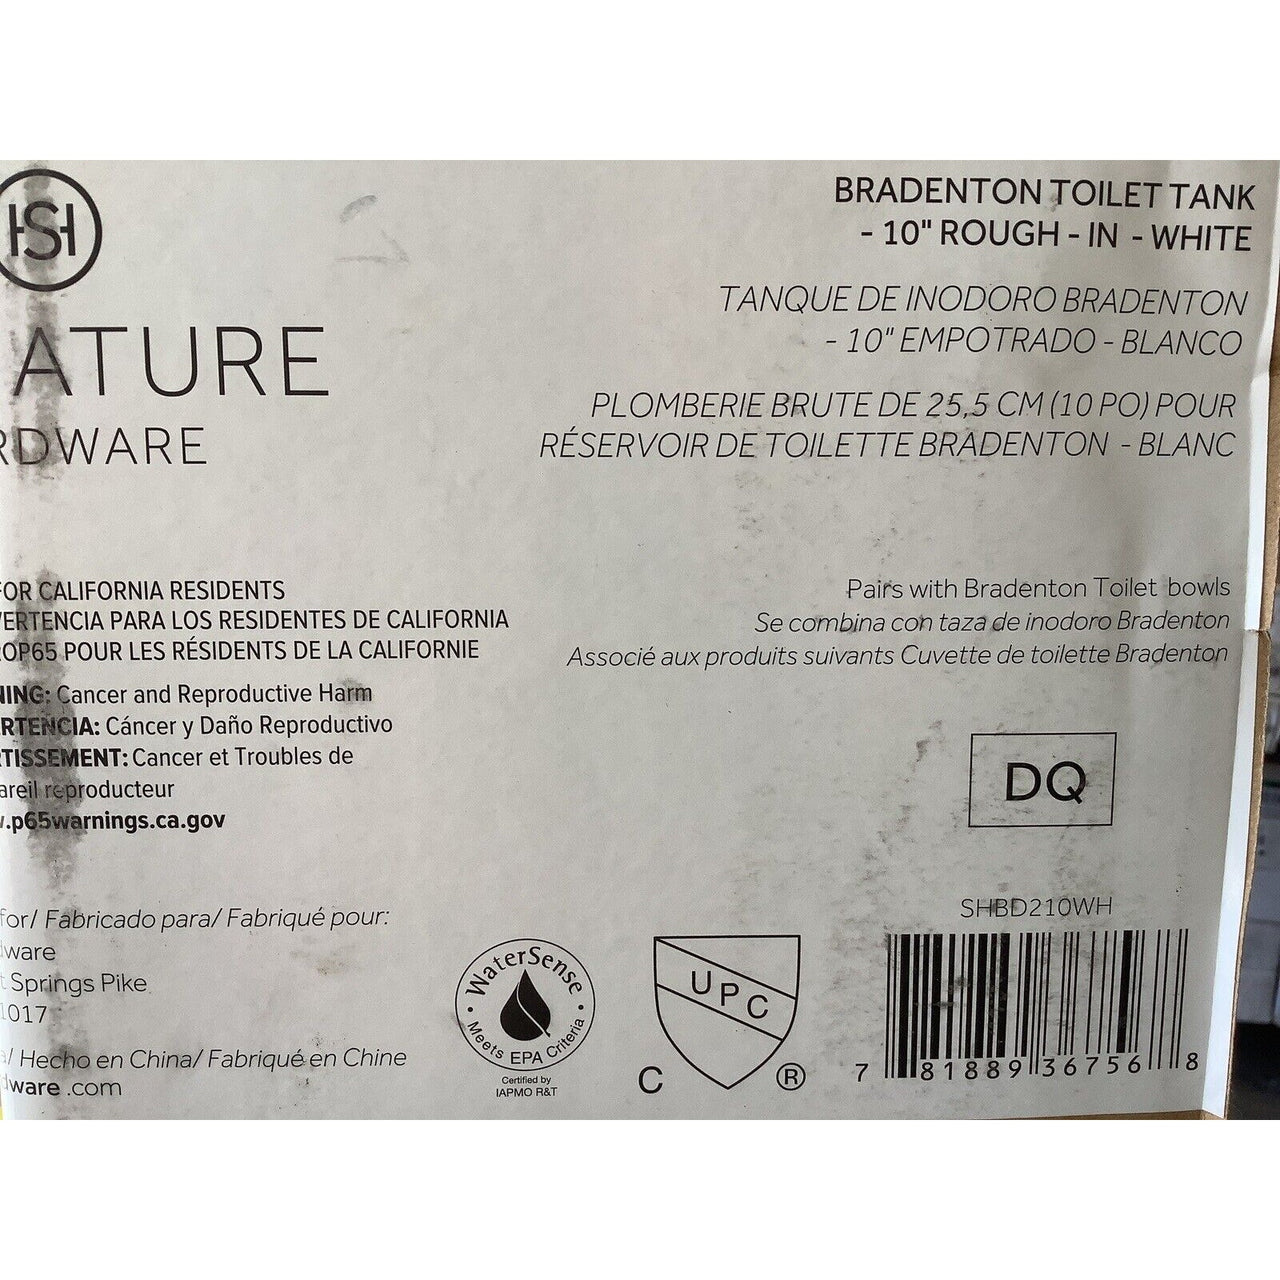 SH
ATURE
RDWARE
BRADENTON TOILET TANK
- 10" ROUGH - IN - WHITE
TANQUE DE INODORO BRADENTON
- 10" EMPOTRADO - BLANCO
PLOMBERIE BRUTE DE 25,5 CM (10 PO) POUR
RÉSERVOIR DE TOILETTE BRADENTON - BLANC
FOR CALIFORNIA RESIDENTS
VERTENCIA PARA LOS RESIDENTES DE CALIFORNIA
ROP65 POUR LES RÉSIDENTS DE LA CALIFORNIE
NING: Cancer and Reproductive Harm
RTENCIA: Cáncer y Daño Reproductivo
TISSEMENT: Cancer et Troubles de
areil reproducteur
w.p65warnings.ca.gov
Pairs with Bradenton Toilet bowls
Se combina con taza de inodoro Bradenton
Associé aux produits suivants Cuvette de toilette Bradenton
DQ
for/ Fabricado para/ Fabriqué pour:
dware
t Springs Pike
1017
a/ Hecho en China/ Fabriqué en Chine
dware .com
WaterSense
Meets EPA Criteria
Certified by
IAPMO R&T
UPC
C ®
SHBD210WH
7 81889 36756 8